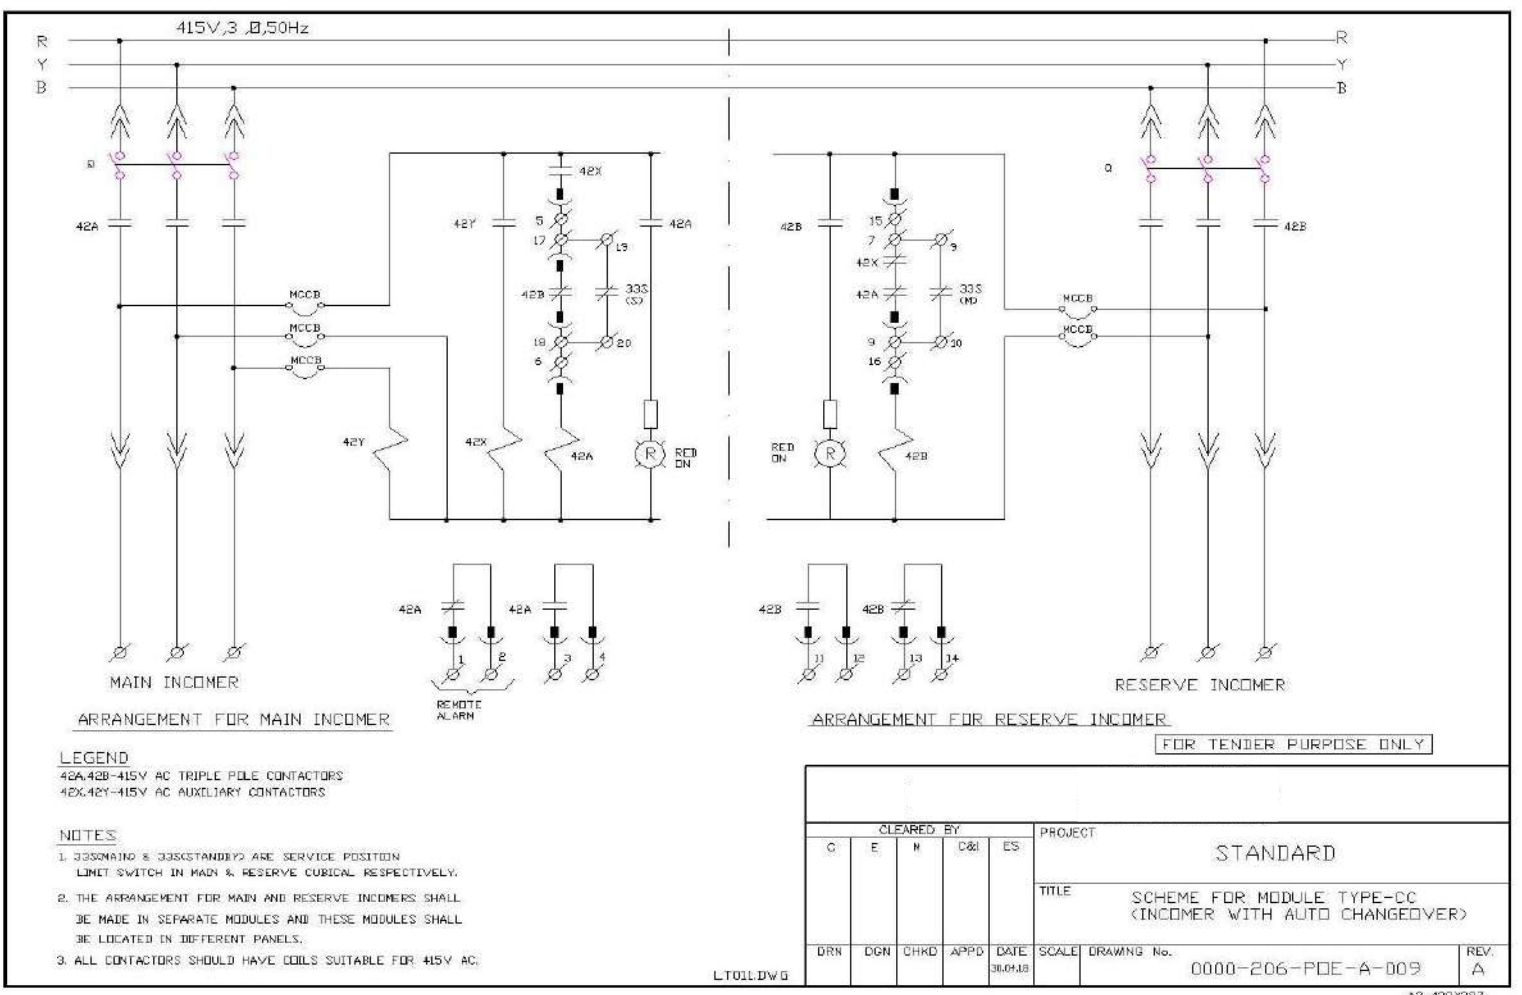 415V,3 ,Ø,50Hz
R
R
Y
Y
B
B
Q
Q
42A
42Y
42X
5
17
19
42A
42B
15
7
9
42X
42B
MCCB
42B
33S
(S)
42A
33S
(M)
MCCB
MCCB
18
20
9
10
MCCB
MCCB
6
16
42Y
42X
42A
R
RED
ON
RED
ON
R
42B
42A
42A
42B
42B
1
2
3
4
11
12
13
14
MAIN INCOMER
REMOTE
ALARM
RESERVE INCOMER
ARRANGEMENT FOR MAIN INCOMER
ARRANGEMENT FOR RESERVE INCOMER
FOR TENDER PURPOSE ONLY
LEGEND
42A,42B-415V AC TRIPLE POLE CONTACTORS
42X,42Y-415V AC AUXILIARY CONTACTORS
NOTES
1. 33S(MAIN) & 33S(STANDBY) ARE SERVICE POSITION
LIMIT SWITCH IN MAIN & RESERVE CUBICAL RESPECTIVELY.
2. THE ARRANGEMENT FOR MAIN AND RESERVE INCOMERS SHALL
BE MADE IN SEPARATE MODULES AND THESE MODULES SHALL
BE LOCATED IN DIFFERENT PANELS.
3. ALL CONTACTORS SHOULD HAVE COILS SUITABLE FOR 415V AC.
LT011.DWG
CLEARED BY
C E M C&I ES
PROJECT
STANDARD
TITLE
SCHEME FOR MODULE TYPE-CC
(INCOMER WITH AUTO CHANGEOVER)
DRN DGN CHKD APPD DATE SCALE DRAWING No. REV.
0000-206-POE-A-009 A